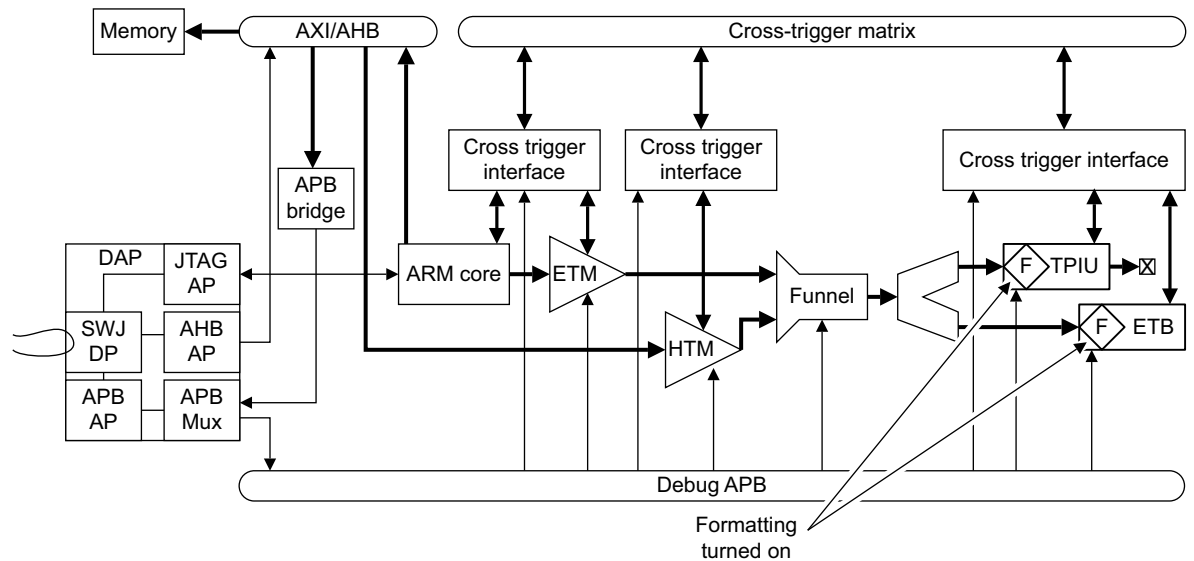 Memory
AXI/AHB
Cross-trigger matrix
Cross trigger
interface
Cross trigger
interface
Cross trigger interface
APB
bridge
DAP
JTAG
AP
SWJ
DP
AHB
AP
APB
AP
APB
Mux
ARM core
ETM
HTM
Funnel
F
TPIU
X
F
ETB
Debug APB
Formatting
turned on